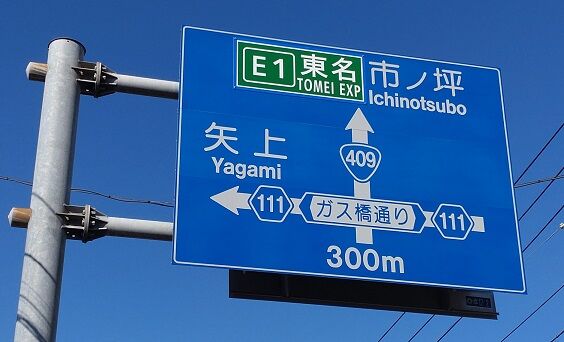 E1 東名 市ノ坪
TOMEI EXP Ichinotsubo
矢上
Yagami
409
111 ガス橋通り 111
300m